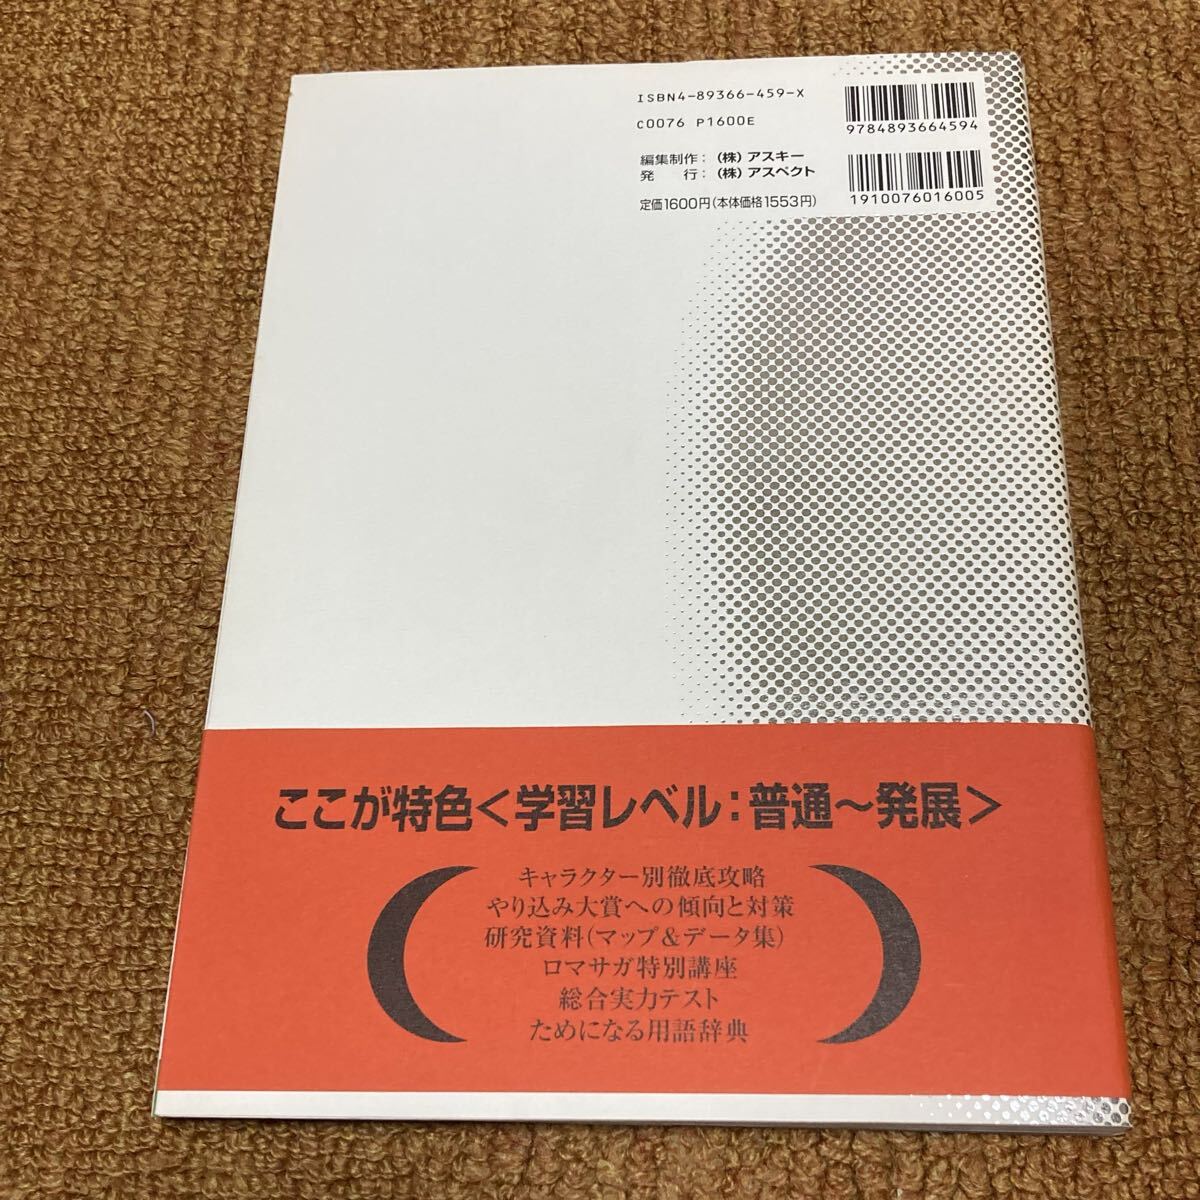 ISBN4-89366-459-X
C0076 P1600E
9784893664594
編集制作：（株）アスキー
発　行：（株）アスペクト
定価1600円（本体価格1553円）
1910076016005
ここが特色＜学習レベル：普通～発展＞
キャラクター別徹底攻略
やり込み大賞への傾向と対策
研究資料（マップ＆データ集）
ロマサガ特別講座
総合実力テスト
ためになる用語辞典